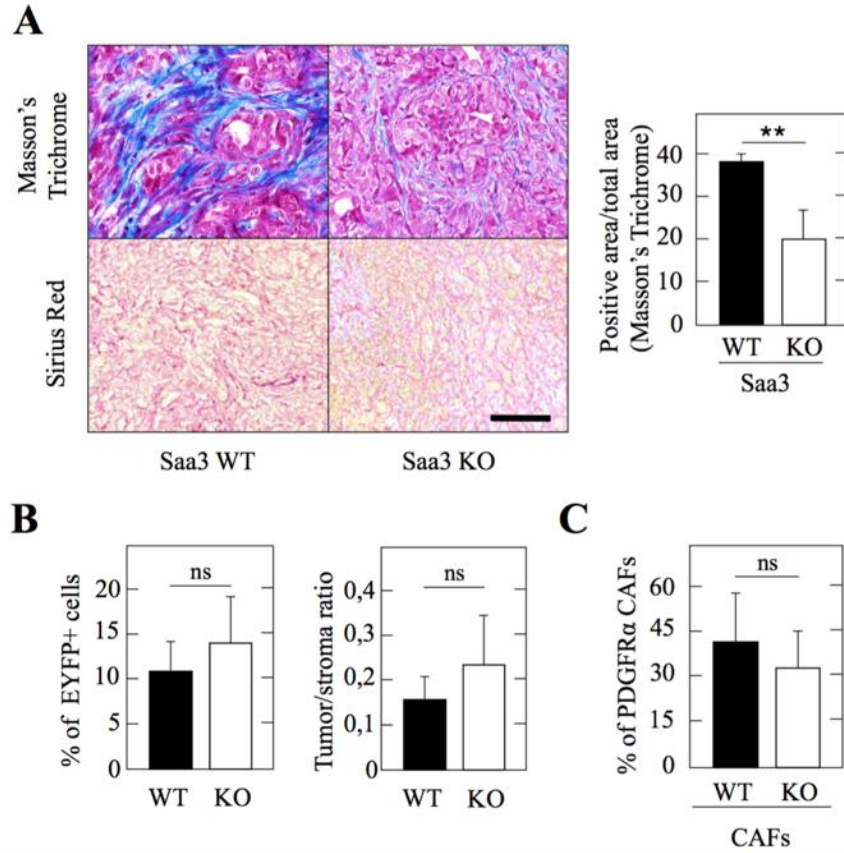 A
Masson's
Trichrome
Sirius Red
Saa3 WT
Saa3 KO
Positive area/total area
(Masson's Trichrome)
40
30
20
10
0
**
WT
KO
Saa3
B
% of EYFP+ cells
20
15
10
5
0
ns
WT
KO
Tumor/stroma ratio
0,4
0,3
0,2
0,1
0
ns
WT
KO
C
% of PDGFRα CAFs
60
45
30
15
0
ns
WT
KO
CAFs